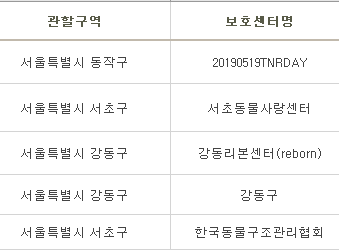 관할구역 보호센터명
서울특별시 동작구 20190519TNRDAY
서울특별시 서초구 서초동물사랑센터
서울특별시 강동구 강동리본센터(reborn)
서울특별시 강동구 강동구
서울특별시 서초구 한국동물구조관리협회